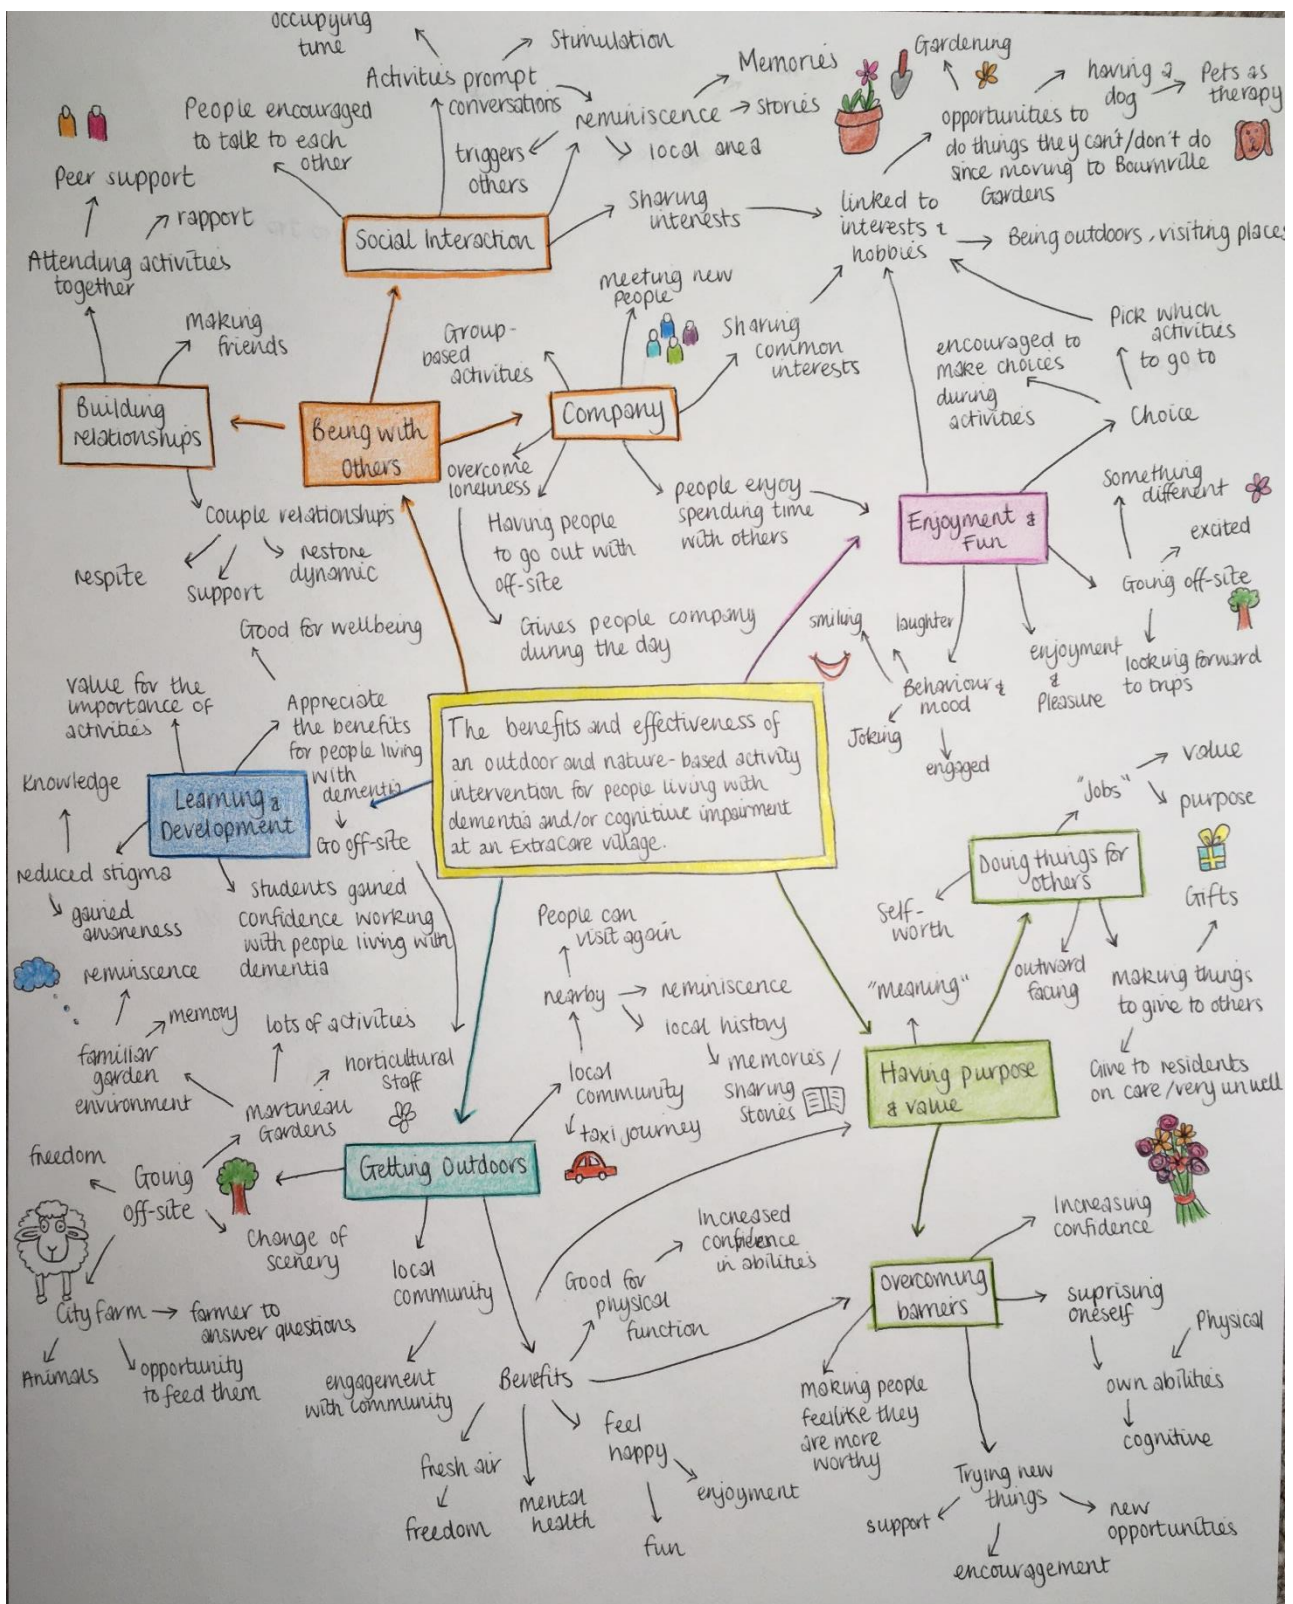 occupying
time
Stimulation
Activities prompt
conversations
People encouraged
to talk to each
other
triggers
others
reminiscence
Memories
stories
local area
Gardening
having a
dog
Pets as
therapy
opportunities to
do things they can't/don't do
since moving to Bournville
Gardens
Peer support
rapport
Attending activities
together
Social Interaction
Sharing
interests
linked to
interests &
hobbies
Being outdoors, visiting places
making
friends
Group-
based
activities
meeting new
people
Sharing
common
interests
encouraged to
make choices
during
activities
Pick which
activities
to go to
Choice
Building
relationships
Being with
Others
Company
overcome
loneliness
Having people
to go out with
off-site
people enjoy
spending time
with others
Gives people company
during the day
Couple relationships
respite
support
restore
dynamic
Enjoyment &
Fun
Something
different
excited
Going off-site
looking forward
to trips
enjoyment
&
Pleasure
smiling
laughter
Behaviour &
mood
Joking
engaged
Good for wellbeing
value for the
importance of
activities
Appreciate
the benefits
for people living
with
dementia
Go off-site
The benefits and effectiveness of
an outdoor and nature-based activity
intervention for people living with
dementia and/or cognitive impairment
at an ExtraCare village.
Knowledge
Learning &
Development
reduced stigma
gained
awareness
students gained
confidence working
with people living with
dementia
"Jobs"
value
purpose
Doing things for
others
Self-
worth
outward
facing
Gifts
making things
to give to others
Give to residents
on care/very unwell
"meaning"
Having purpose
& value
People can
visit again
nearby
reminiscence
local history
memories/
sharing
stories
local
community
taxi journey
reminiscence
memory
familiar
garden
environment
lots of activities
horticultural
staff
martineau
Gardens
freedom
Going
off-site
Change of
scenery
Getting Outdoors
City farm
farmer to
answer questions
Animals
opportunity
to feed them
local
community
engagement
with community
Benefits
Good for
physical
function
Increased
confidence
in abilities
fresh air
freedom
mental
health
feel
happy
enjoyment
fun
Overcoming
barriers
Increasing
confidence
suprising
oneself
Physical
own abilities
cognitive
making people
feel like they
are more
worthy
Trying new
things
support
encouragement
new
opportunities